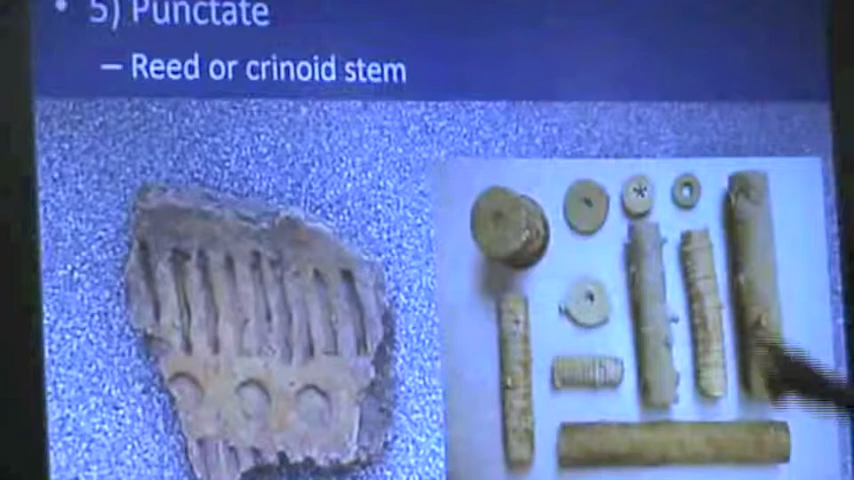 • 5) Punctate
– Reed or crinoid stem